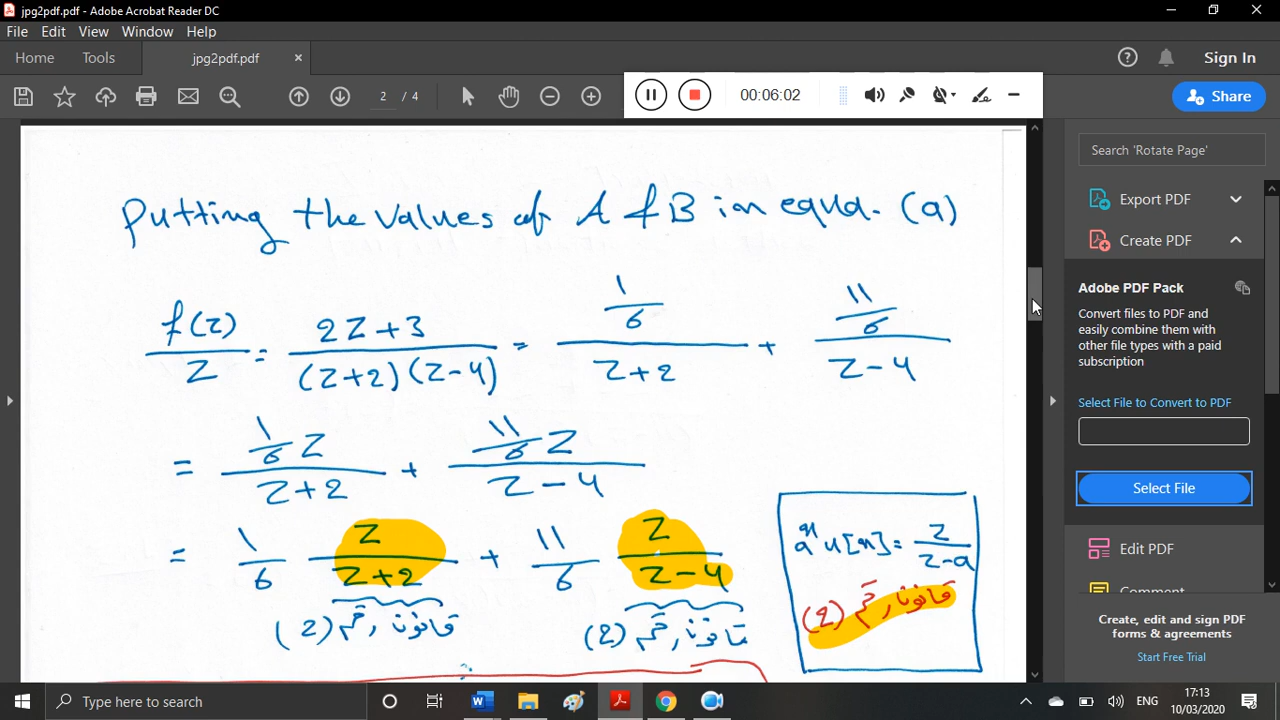 jpg2pdf.pdf - Adobe Acrobat Reader DC
File Edit View Window Help
Home Tools jpg2pdf.pdf ×
2 / 4
00:06:02
? Sign In
Share
Search 'Rotate Page'
Export PDF
Create PDF
Adobe PDF Pack
Convert files to PDF and
easily combine them with
other file types with a paid
subscription
Select File to Convert to PDF
Select File
Edit PDF
Comment
Create, edit and sign PDF
forms & agreements
Start Free Trial
Putting the values of A & B in equa. (a)
f(z)/z = 2z+3/(z+2)(z-4) = 1/6/z+2 + 11/6/z-4
= 1/6 z/z+2 + 11/6 z/z-4
= 1/6 z/z+2 + 11/6 z/z-4
قانون رقم (2) قانون رقم (2)
aⁿ u[n] = z/z-a
قانون رقم (2)
Type here to search
ENG
17:13
10/03/2020